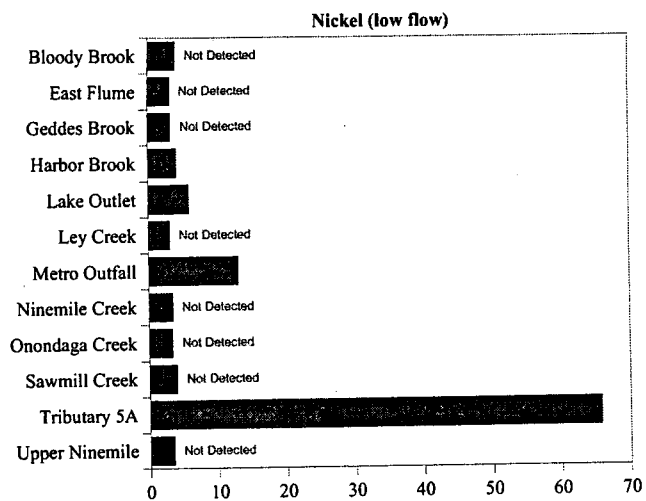 Nickel (low flow)
Bloody Brook Not Detected
East Flume Not Detected
Geddes Brook Not Detected
Harbor Brook
Lake Outlet
Ley Creek Not Detected
Metro Outfall
Ninemile Creek Not Detected
Onondaga Creek Not Detected
Sawmill Creek Not Detected
Tributary 5A
Upper Ninemile Not Detected
0 10 20 30 40 50 60 70